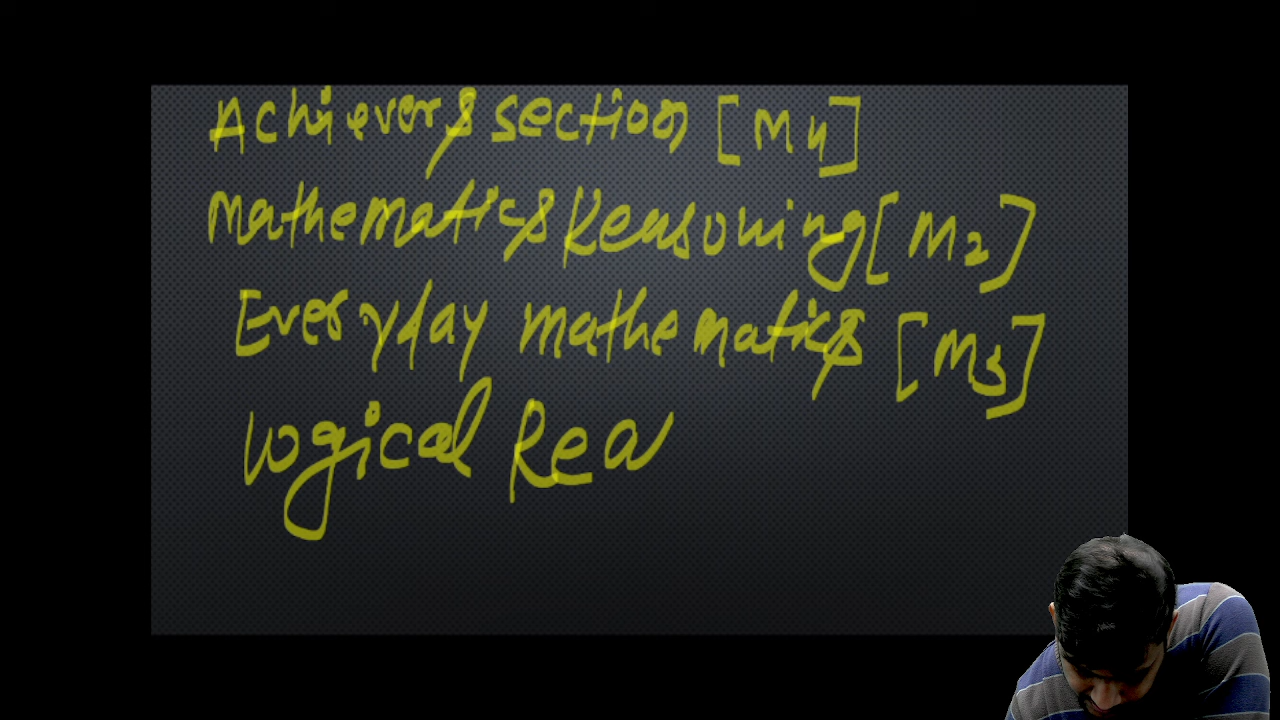 Achievers section [M4]
Mathematics Reasoning [M2]
Everyday mathematics [M3]
Logical Rea